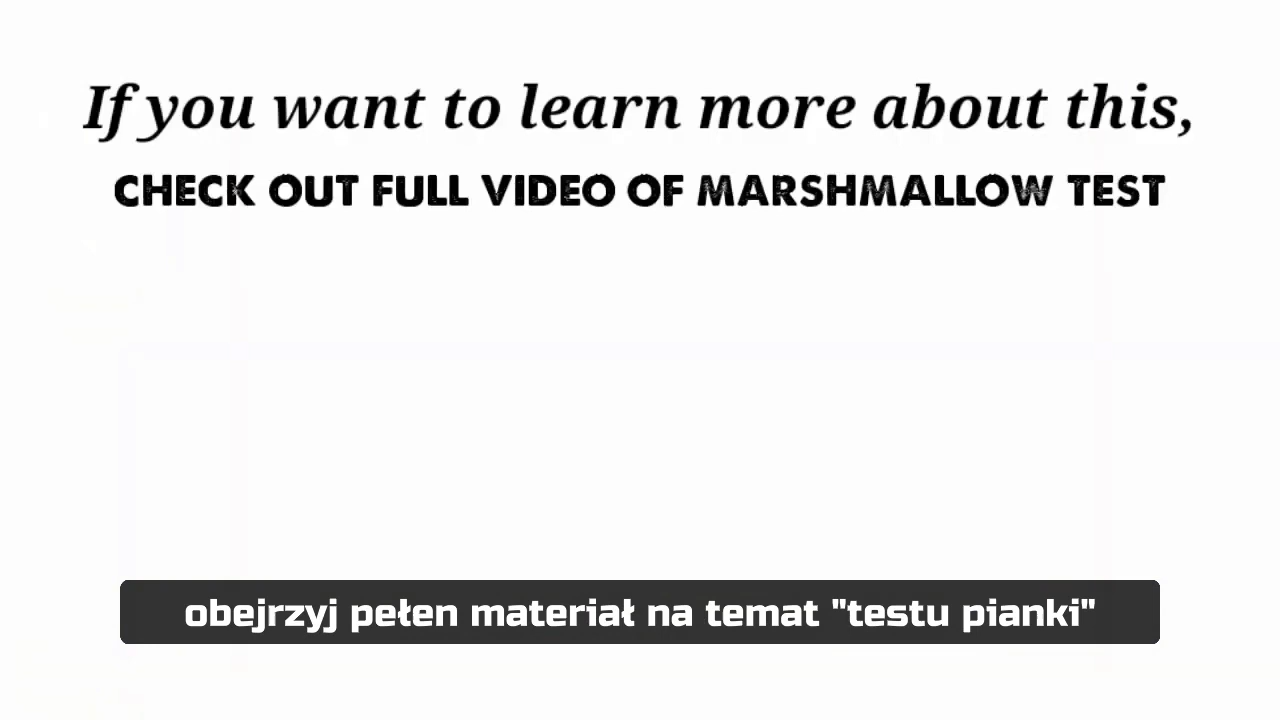 If you want to learn more about this,
CHECK OUT FULL VIDEO OF MARSHMALLOW TEST
obejrzyj pełen materiał na temat "testu pianki"